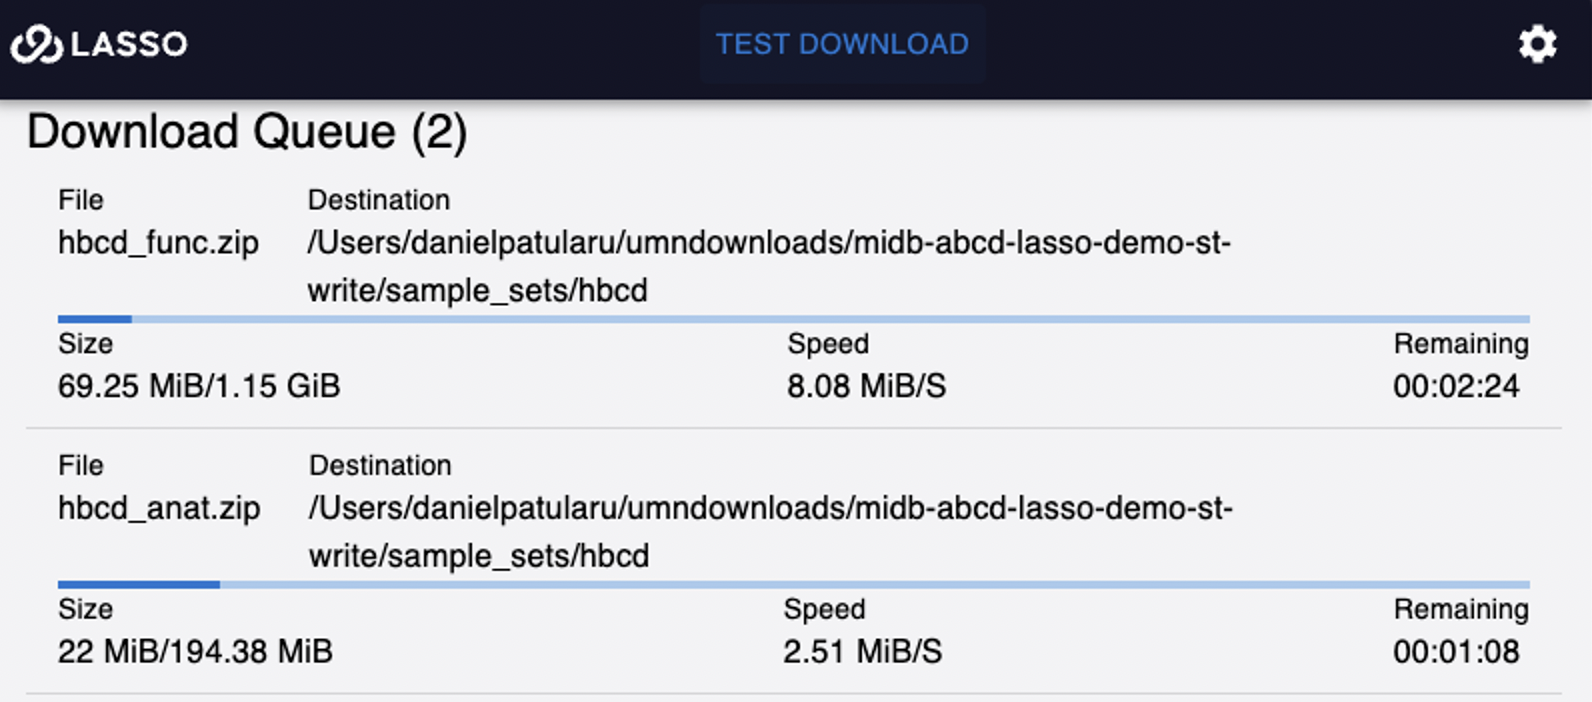 LASSO
TEST DOWNLOAD
Download Queue (2)
File Destination
hbcd_func.zip /Users/danielpatularu/umndownloads/midb-abcd-lasso-demo-st-
write/sample_sets/hbcd
Size Speed Remaining
69.25 MiB/1.15 GiB 8.08 MiB/S 00:02:24
File Destination
hbcd_anat.zip /Users/danielpatularu/umndownloads/midb-abcd-lasso-demo-st-
write/sample_sets/hbcd
Size Speed Remaining
22 MiB/194.38 MiB 2.51 MiB/S 00:01:08